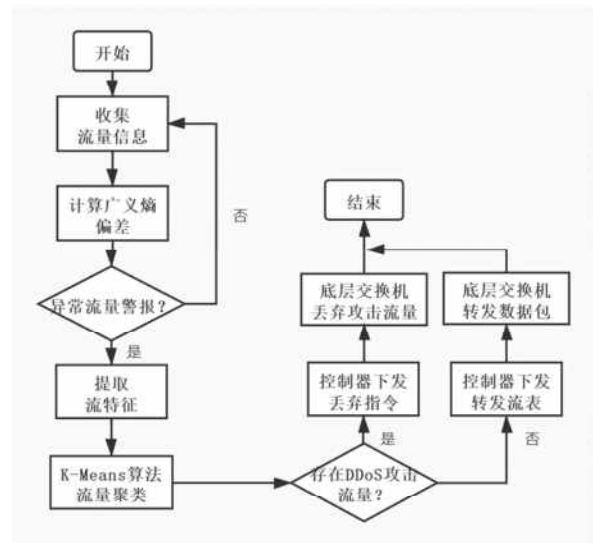 开始
收集
流量信息
计算广义熵
偏差
否
异常流量警报?
是
提取
流特征
K-Means算法
流量聚类
存在DDoS攻击
流量?
是
控制器下发
丢弃指令
底层交换机
丢弃攻击流量
否
控制器下发
转发流表
底层交换机
转发数据包
结束